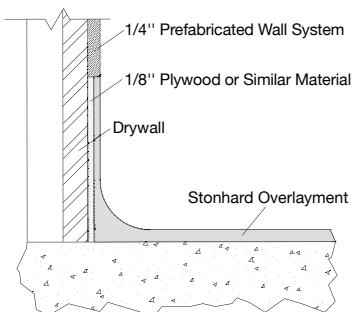 1/4'' Prefabricated Wall System
1/8'' Plywood or Similar Material
Drywall
Stonhard Overlayment